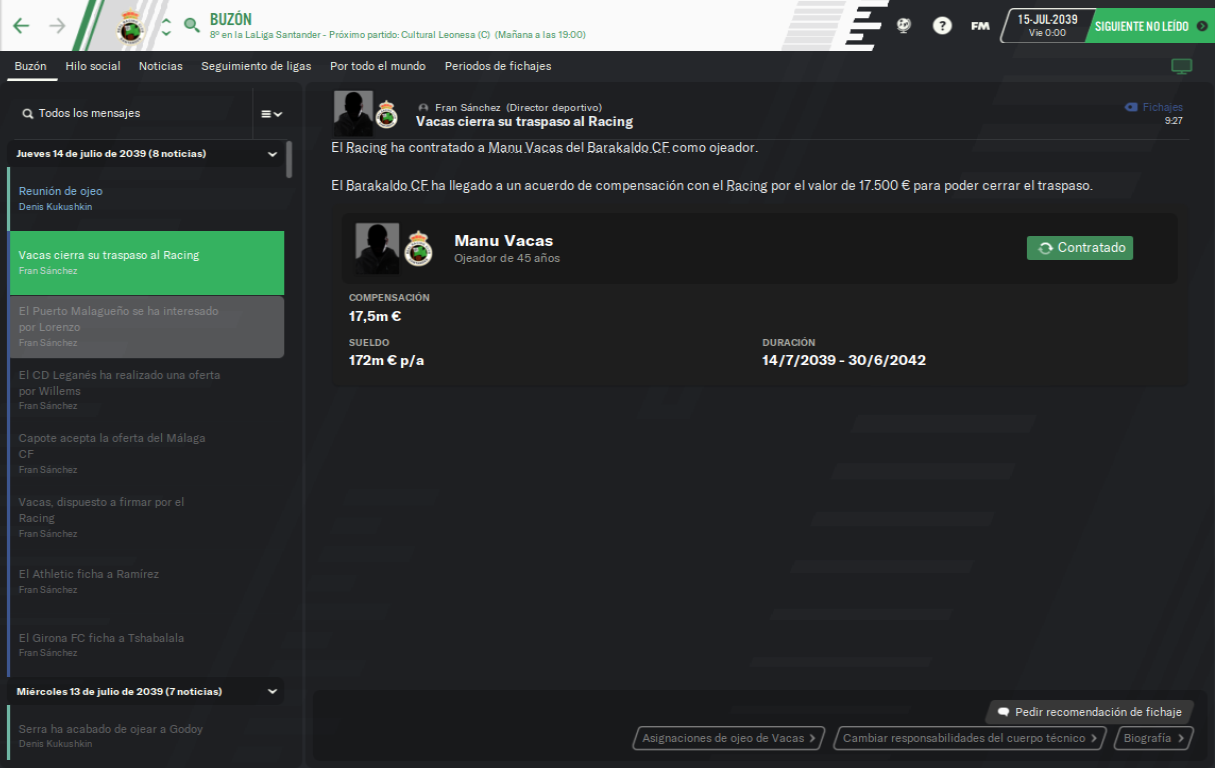 BUZÓN
8º en la LaLiga Santander - Próximo partido: Cultural Leonesa (C) (Mañana a las 19:00)
?
FM
15-JUL-2039
Vie 0:00
SIGUIENTE NO LEÍDO
Buzón Hilo social Noticias Seguimiento de ligas Por todo el mundo Periodos de fichajes
Todos los mensajes
Jueves 14 de julio de 2039 (8 noticias)
Reunión de ojeo
Denis Kukushkin
Vacas cierra su traspaso al Racing
Fran Sánchez
El Puerto Malagueño se ha interesado
por Lorenzo
Fran Sánchez
El CD Leganés ha realizado una oferta
por Willems
Fran Sánchez
Capote acepta la oferta del Málaga
CF
Fran Sánchez
Vacas, dispuesto a firmar por el
Racing
Fran Sánchez
El Athletic ficha a Ramírez
Fran Sánchez
El Girona FC ficha a Tshabalala
Fran Sánchez
Miércoles 13 de julio de 2039 (7 noticias)
Serra ha acabado de ojear a Godoy
Denis Kukushkin
Fran Sánchez (Director deportivo)
Vacas cierra su traspaso al Racing
Fichajes
9:27
El Racing ha contratado a Manu Vacas del Barakaldo CF como ojeador.
El Barakaldo CF ha llegado a un acuerdo de compensación con el Racing por el valor de 17.500 € para poder cerrar el traspaso.
Manu Vacas
Ojeador de 45 años
Contratado
COMPENSACIÓN
17,5m €
SUELDO
172m € p/a
DURACIÓN
14/7/2039 - 30/6/2042
Pedir recomendación de fichaje
Asignaciones de ojeo de Vacas
Cambiar responsabilidades del cuerpo técnico
Biografía